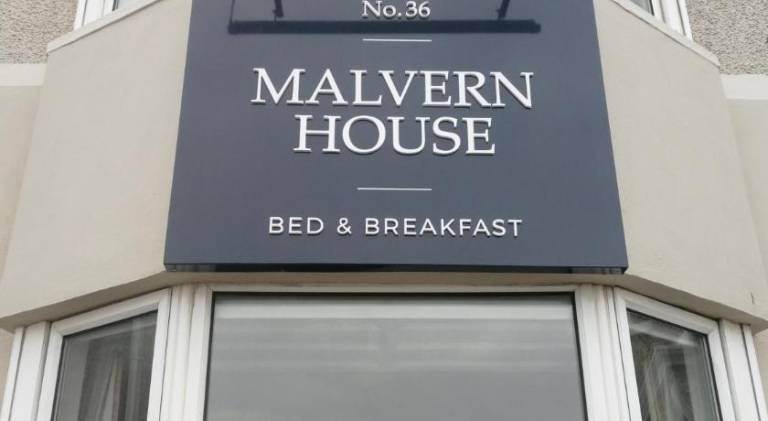 No.36
MALVERN
HOUSE
BED & BREAKFAST